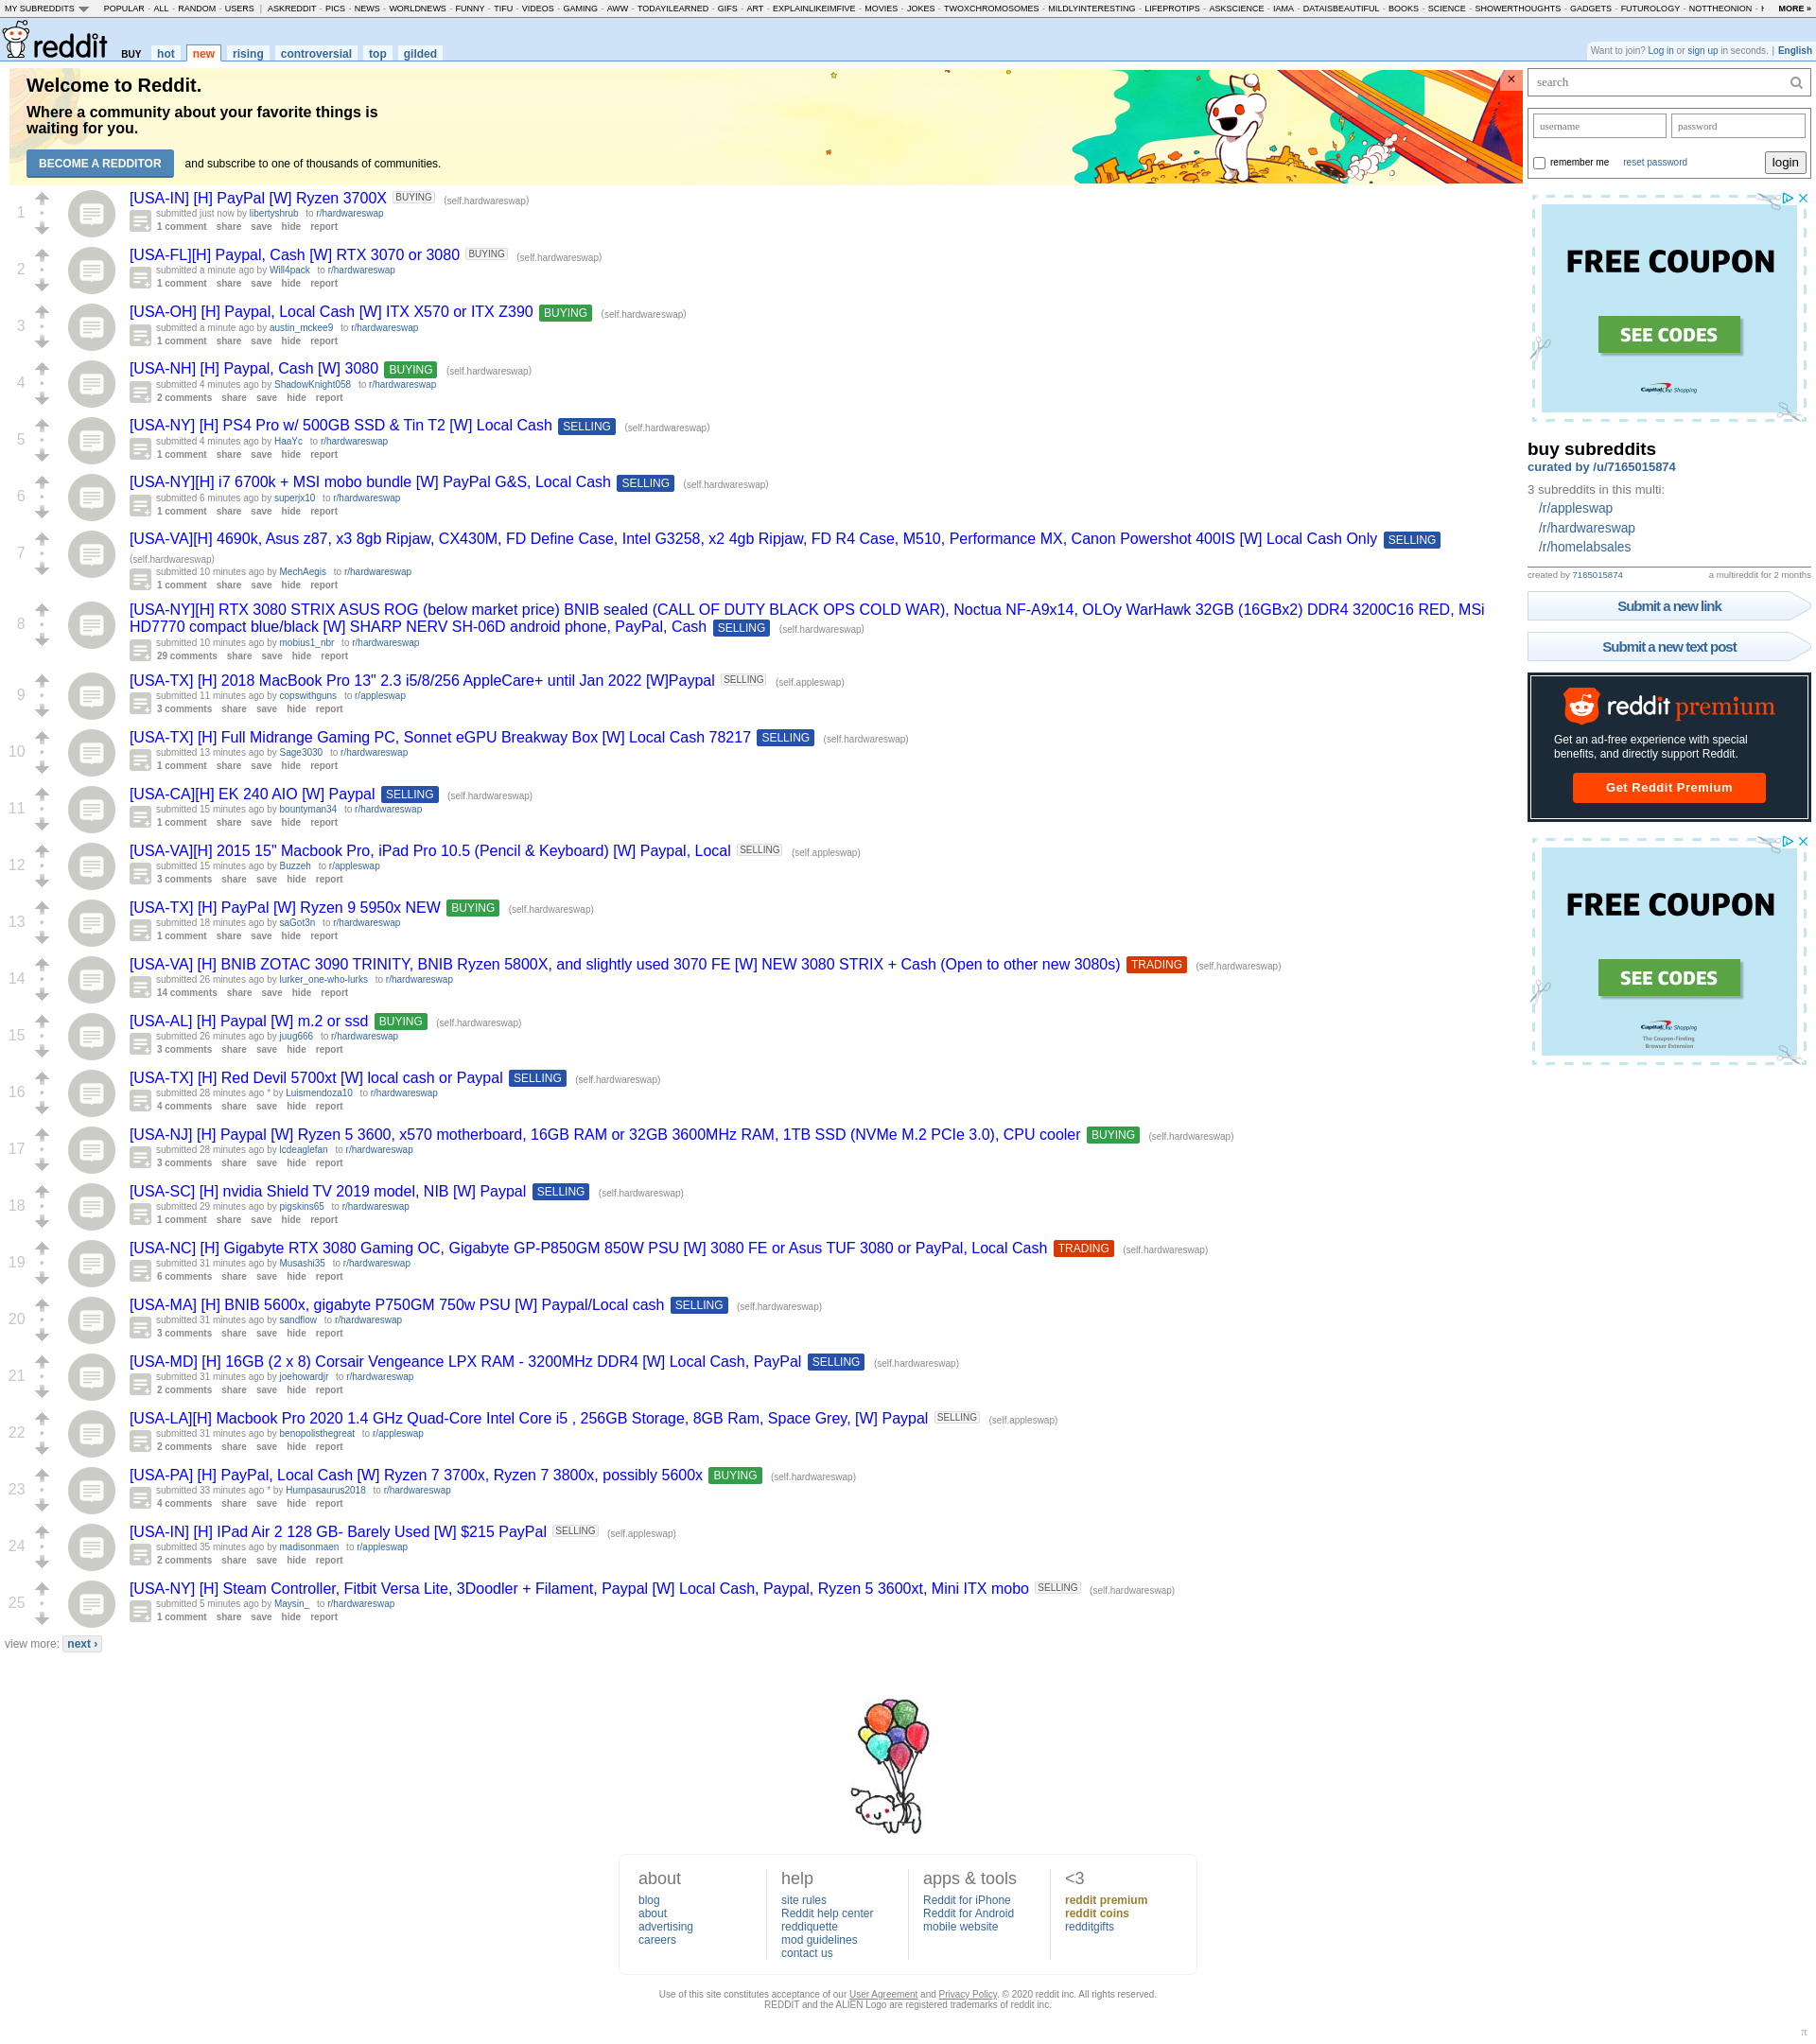 MY SUBREDDITS POPULAR - ALL - RANDOM - USERS | ASKREDDIT - PICS - NEWS - WORLDNEWS - FUNNY - TIFU - VIDEOS - GAMING - AWW - TODAYILEARNED - GIFS - ART - EXPLAINLIKEIMFIVE - MOVIES - JOKES - TWOXCHROMOSOMES - MILDLYINTERESTING - LIFEPROTIPS - ASKSCIENCE - IAMA - DATAISBEAUTIFUL - BOOKS - SCIENCE - SHOWERTHOUGHTS - GADGETS - FUTUROLOGY - NOTTHEONION - MORE »
reddit BUY hot new rising controversial top gilded
Want to join? Log in or sign up in seconds. | English
Welcome to Reddit.
Where a community about your favorite things is
waiting for you.
BECOME A REDDITOR and subscribe to one of thousands of communities.
×
1
[USA-IN] [H] PayPal [W] Ryzen 3700X BUYING (self.hardwareswap)
submitted just now by libertyshrub to r/hardwareswap
1 comment share save hide report
2
[USA-FL][H] Paypal, Cash [W] RTX 3070 or 3080 BUYING (self.hardwareswap)
submitted a minute ago by Will4pack to r/hardwareswap
1 comment share save hide report
3
[USA-OH] [H] Paypal, Local Cash [W] ITX X570 or ITX Z390 BUYING (self.hardwareswap)
submitted a minute ago by austin_mckee9 to r/hardwareswap
1 comment share save hide report
4
[USA-NH] [H] Paypal, Cash [W] 3080 BUYING (self.hardwareswap)
submitted 4 minutes ago by ShadowKnight058 to r/hardwareswap
2 comments share save hide report
5
[USA-NY] [H] PS4 Pro w/ 500GB SSD & Tin T2 [W] Local Cash SELLING (self.hardwareswap)
submitted 4 minutes ago by HaaYc to r/hardwareswap
1 comment share save hide report
6
[USA-NY][H] i7 6700k + MSI mobo bundle [W] PayPal G&S, Local Cash SELLING (self.hardwareswap)
submitted 6 minutes ago by superjx10 to r/hardwareswap
1 comment share save hide report
7
[USA-VA][H] 4690k, Asus z87, x3 8gb Ripjaw, CX430M, FD Define Case, Intel G3258, x2 4gb Ripjaw, FD R4 Case, M510, Performance MX, Canon Powershot 400IS [W] Local Cash Only SELLING
(self.hardwareswap)
submitted 10 minutes ago by MechAegis to r/hardwareswap
1 comment share save hide report
8
[USA-NY][H] RTX 3080 STRIX ASUS ROG (below market price) BNIB sealed (CALL OF DUTY BLACK OPS COLD WAR), Noctua NF-A9x14, OLOy WarHawk 32GB (16GBx2) DDR4 3200C16 RED, MSi
HD7770 compact blue/black [W] SHARP NERV SH-06D android phone, PayPal, Cash SELLING (self.hardwareswap)
submitted 10 minutes ago by mobius1_nbr to r/hardwareswap
29 comments share save hide report
9
[USA-TX] [H] 2018 MacBook Pro 13" 2.3 i5/8/256 AppleCare+ until Jan 2022 [W]Paypal SELLING (self.appleswap)
submitted 11 minutes ago by copswithguns to r/appleswap
3 comments share save hide report
10
[USA-TX] [H] Full Midrange Gaming PC, Sonnet eGPU Breakway Box [W] Local Cash 78217 SELLING (self.hardwareswap)
submitted 13 minutes ago by Sage3030 to r/hardwareswap
1 comment share save hide report
11
[USA-CA][H] EK 240 AIO [W] Paypal SELLING (self.hardwareswap)
submitted 15 minutes ago by bountyman34 to r/hardwareswap
1 comment share save hide report
12
[USA-VA][H] 2015 15" Macbook Pro, iPad Pro 10.5 (Pencil & Keyboard) [W] Paypal, Local SELLING (self.appleswap)
submitted 15 minutes ago by Buzzeh to r/appleswap
3 comments share save hide report
13
[USA-TX] [H] PayPal [W] Ryzen 9 5950x NEW BUYING (self.hardwareswap)
submitted 18 minutes ago by saGot3n to r/hardwareswap
1 comment share save hide report
14
[USA-VA] [H] BNIB ZOTAC 3090 TRINITY, BNIB Ryzen 5800X, and slightly used 3070 FE [W] NEW 3080 STRIX + Cash (Open to other new 3080s) TRADING (self.hardwareswap)
submitted 26 minutes ago by lurker_one-who-lurks to r/hardwareswap
14 comments share save hide report
15
[USA-AL] [H] Paypal [W] m.2 or ssd BUYING (self.hardwareswap)
submitted 26 minutes ago by juug666 to r/hardwareswap
3 comments share save hide report
16
[USA-TX] [H] Red Devil 5700xt [W] local cash or Paypal SELLING (self.hardwareswap)
submitted 28 minutes ago * by Luismendoza10 to r/hardwareswap
4 comments share save hide report
17
[USA-NJ] [H] Paypal [W] Ryzen 5 3600, x570 motherboard, 16GB RAM or 32GB 3600MHz RAM, 1TB SSD (NVMe M.2 PCIe 3.0), CPU cooler BUYING (self.hardwareswap)
submitted 28 minutes ago by lcdeaglefan to r/hardwareswap
3 comments share save hide report
18
[USA-SC] [H] nvidia Shield TV 2019 model, NIB [W] Paypal SELLING (self.hardwareswap)
submitted 29 minutes ago by pigskins65 to r/hardwareswap
1 comment share save hide report
19
[USA-NC] [H] Gigabyte RTX 3080 Gaming OC, Gigabyte GP-P850GM 850W PSU [W] 3080 FE or Asus TUF 3080 or PayPal, Local Cash TRADING (self.hardwareswap)
submitted 31 minutes ago by Musashi35 to r/hardwareswap
6 comments share save hide report
20
[USA-MA] [H] BNIB 5600x, gigabyte P750GM 750w PSU [W] Paypal/Local cash SELLING (self.hardwareswap)
submitted 31 minutes ago by sandflow to r/hardwareswap
3 comments share save hide report
21
[USA-MD] [H] 16GB (2 x 8) Corsair Vengeance LPX RAM - 3200MHz DDR4 [W] Local Cash, PayPal SELLING (self.hardwareswap)
submitted 31 minutes ago by joehowardjr to r/hardwareswap
2 comments share save hide report
22
[USA-LA][H] Macbook Pro 2020 1.4 GHz Quad-Core Intel Core i5 , 256GB Storage, 8GB Ram, Space Grey, [W] Paypal SELLING (self.appleswap)
submitted 31 minutes ago by benopolisthegreat to r/appleswap
2 comments share save hide report
23
[USA-PA] [H] PayPal, Local Cash [W] Ryzen 7 3700x, Ryzen 7 3800x, possibly 5600x BUYING (self.hardwareswap)
submitted 33 minutes ago * by Humpasaurus2018 to r/hardwareswap
4 comments share save hide report
24
[USA-IN] [H] IPad Air 2 128 GB- Barely Used [W] $215 PayPal SELLING (self.appleswap)
submitted 35 minutes ago by madisonmaen to r/appleswap
2 comments share save hide report
25
[USA-NY] [H] Steam Controller, Fitbit Versa Lite, 3Doodler + Filament, Paypal [W] Local Cash, Paypal, Ryzen 5 3600xt, Mini ITX mobo SELLING (self.hardwareswap)
submitted 5 minutes ago by Maysin_ to r/hardwareswap
1 comment share save hide report
view more: next ›
search
username password
remember me reset password login
FREE COUPON
SEE CODES
Capital One Shopping
buy subreddits
curated by /u/7165015874
3 subreddits in this multi:
/r/appleswap
/r/hardwareswap
/r/homelabsales
created by 7165015874 a multireddit for 2 months
Submit a new link
Submit a new text post
reddit premium
Get an ad-free experience with special
benefits, and directly support Reddit.
Get Reddit Premium
FREE COUPON
SEE CODES
Capital One Shopping
The Coupon-Finding
Browser Extension
about
blog
about
advertising
careers
help
site rules
Reddit help center
reddiquette
mod guidelines
contact us
apps & tools
Reddit for iPhone
Reddit for Android
mobile website
<3
reddit premium
reddit coins
redditgifts
Use of this site constitutes acceptance of our User Agreement and Privacy Policy. © 2020 reddit inc. All rights reserved.
REDDIT and the ALIEN Logo are registered trademarks of reddit inc.
π